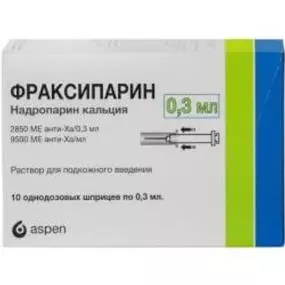 ФРАКСИПАРИН
Надропарин кальция
0,3 мл
2850 МЕ анти-Ха/0,3 мл
9500 МЕ анти-Ха/мл
Раствор для подкожного введения
10 однодозовых шприцев по 0,3 мл.
aspen